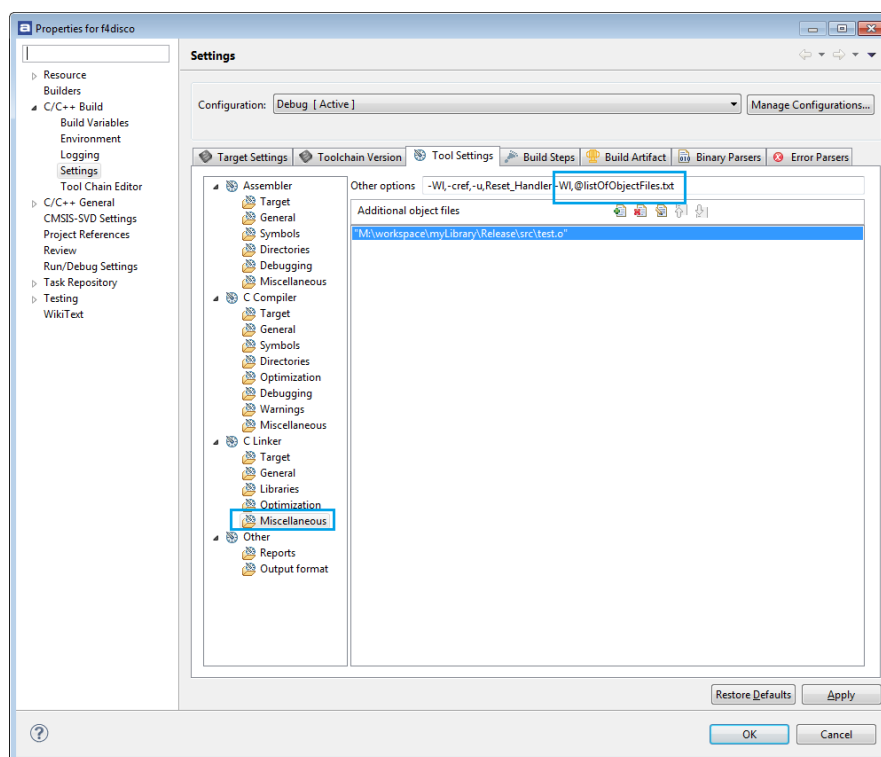 Properties for f4disco
Resource
Builders
C/C++ Build
Build Variables
Environment
Logging
Settings
Tool Chain Editor
C/C++ General
CMSIS-SVD Settings
Project References
Review
Run/Debug Settings
Task Repository
Testing
WikiText
Settings
Configuration: Debug [ Active ] Manage Configurations...
Target Settings Toolchain Version Tool Settings Build Steps Build Artifact Binary Parsers Error Parsers
Assembler
Target
General
Symbols
Directories
Debugging
Miscellaneous
C Compiler
Target
General
Symbols
Directories
Optimization
Debugging
Warnings
Miscellaneous
C Linker
Target
General
Libraries
Optimization
Miscellaneous
Other
Reports
Output format
Other options -Wl,-cref,-u,Reset_Handler -Wl,@listOfObjectFiles.txt
Additional object files
"M:\workspace\myLibrary\Release\src\test.o"
Restore Defaults Apply
OK Cancel